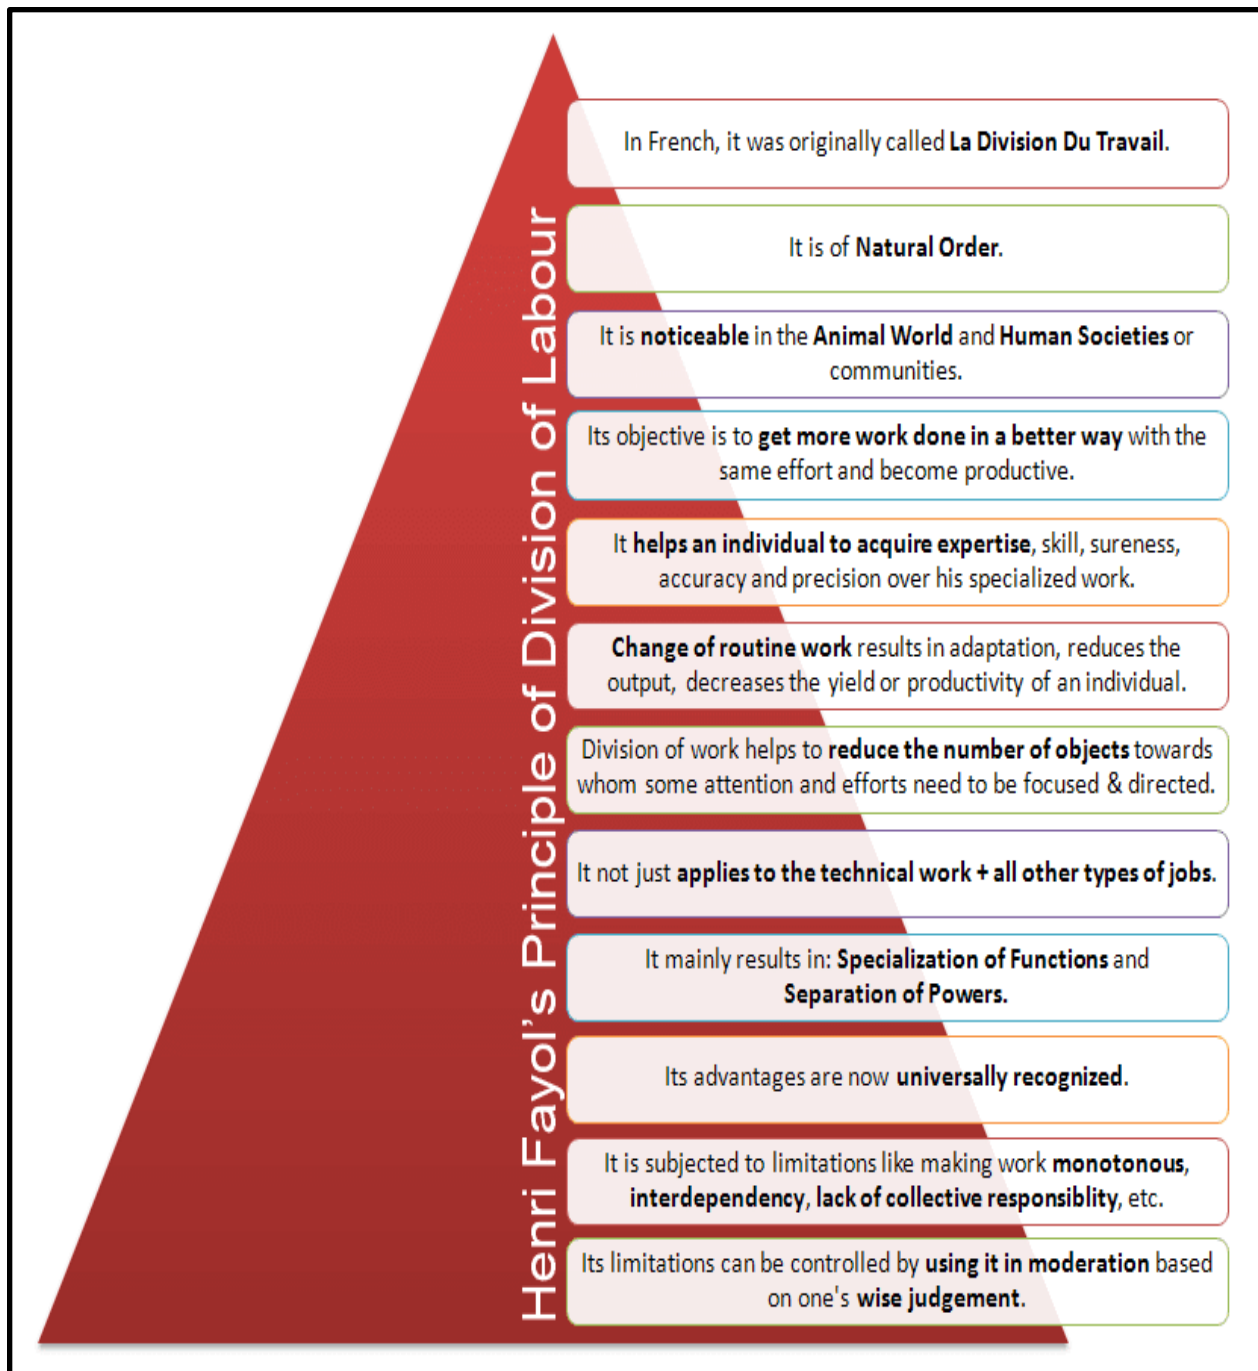 Henri Fayol's Principle of Division of Labour
In French, it was originally called La Division Du Travail.
It is of Natural Order.
It is noticeable in the Animal World and Human Societies or
communities.
Its objective is to get more work done in a better way with the
same effort and become productive.
It helps an individual to acquire expertise, skill, sureness,
accuracy and precision over his specialized work.
Change of routine work results in adaptation, reduces the
output, decreases the yield or productivity of an individual.
Division of work helps to reduce the number of objects towards
whom some attention and efforts need to be focused & directed.
It not just applies to the technical work + all other types of jobs.
It mainly results in: Specialization of Functions and
Separation of Powers.
Its advantages are now universally recognized.
It is subjected to limitations like making work monotonous,
interdependency, lack of collective responsiblity, etc.
Its limitations can be controlled by using it in moderation based
on one's wise judgement.